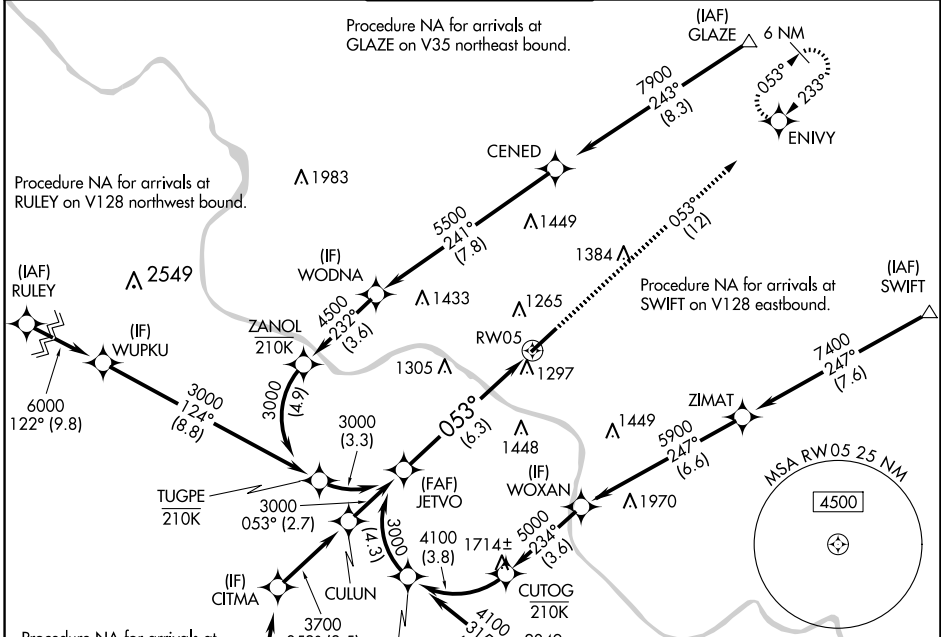 Procedure NA for arrivals at
GLAZE on V35 northeast bound.
(IAF)
GLAZE
6 NM
053°
233°
ENIVY
7900
243°
(8.3)
CENED
1983
Procedure NA for arrivals at
RULEY on V128 northwest bound.
5500
241°
(7.8)
1449
1384
053°
(12)
(IAF)
RULEY
2549
(IF)
WODNA
1433
1265
Procedure NA for arrivals at
SWIFT on V128 eastbound.
(IAF)
SWIFT
(IF)
WUPKU
4500
232°
(3.6)
ZANOL
210K
RW05
1305
1297
7400
247°
(7.6)
6000
122° (9.8)
3000
124°
(8.8)
3000
(4.9)
3000
(3.3)
053°
(6.3)
1448
1449
ZIMAT
5900
247°
(6.6)
TUGPE
210K
(FAF)
JETVO
(IF)
WOXAN
1970
MSA RW05 25 NM
4500
3000
053° (2.7)
3000
(4.3)
4100
(3.8)
1714±
5000
234°
(3.6)
(IF)
CITMA
CULUN
CUTOG
210K
3700
4100
Procedure NA for arrivals at